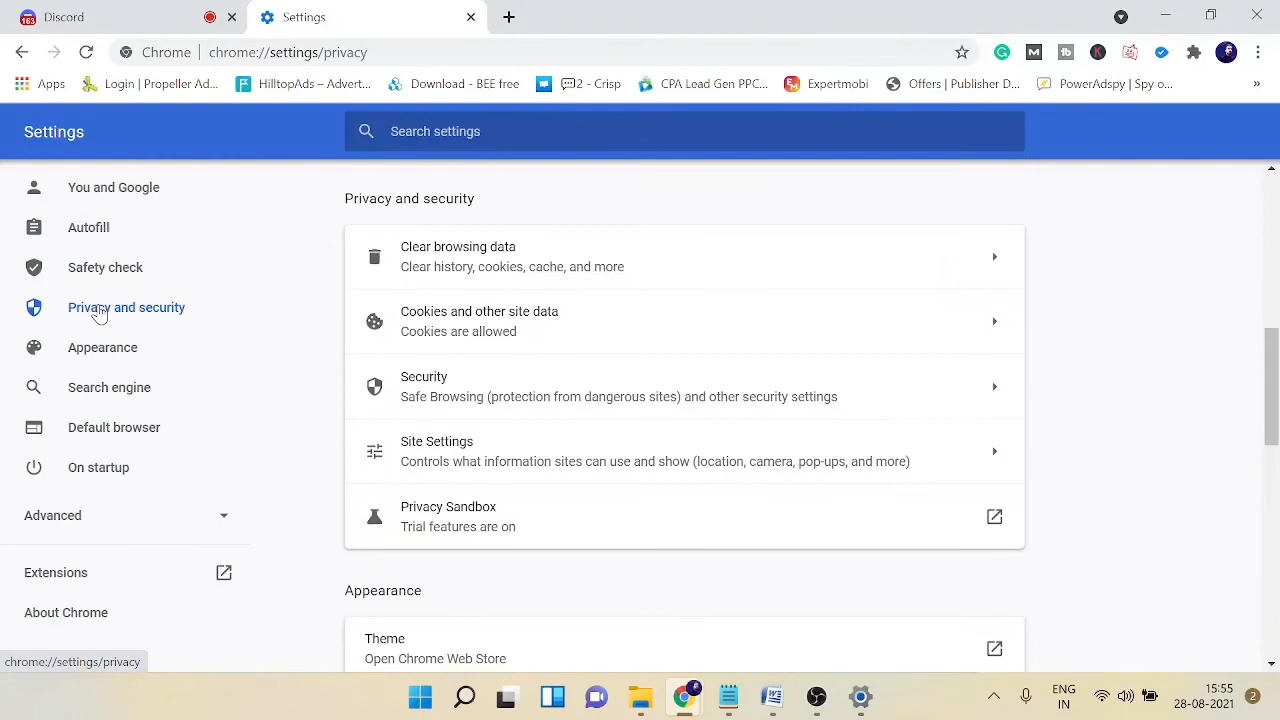 163
Discord
Settings
Chrome
chrome://settings/privacy
Apps
Login | Propeller Ad...
HilltopAds – Advert...
Download - BEE free
2 - Crisp
CPA Lead Gen PPC...
Expertmobi
Offers | Publisher D...
PowerAdspy | Spy o...
»
Settings
Search settings
You and Google
Autofill
Safety check
Privacy and security
Appearance
Search engine
Default browser
On startup
Advanced
Extensions
About Chrome
Privacy and security
Clear browsing data
Clear history, cookies, cache, and more
Cookies and other site data
Cookies are allowed
Security
Safe Browsing (protection from dangerous sites) and other security settings
Site Settings
Controls what information sites can use and show (location, camera, pop-ups, and more)
Privacy Sandbox
Trial features are on
Appearance
Theme
Open Chrome Web Store
chrome://settings/privacy
ENG
IN
15:55
28-08-2021
2